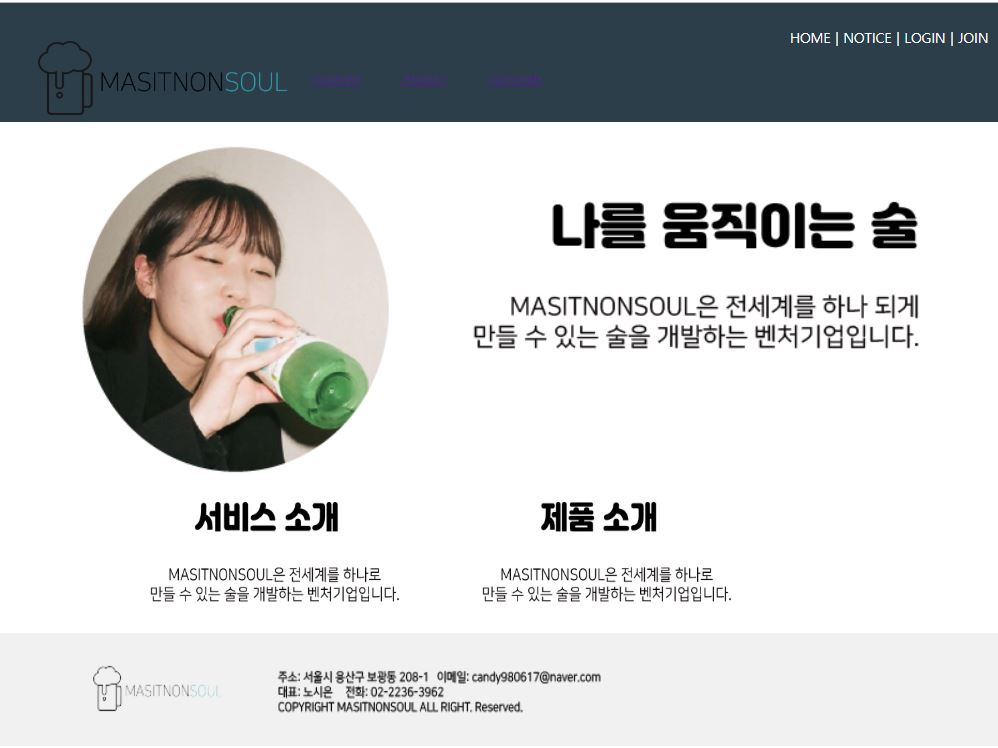 HOME | NOTICE | LOGIN | JOIN
MASITNONSOUL
나를 움직이는 술
MASITNONSOUL은 전세계를 하나 되게
만들 수 있는 술을 개발하는 벤처기업입니다.
서비스 소개
제품 소개
MASITNONSOUL은 전세계를 하나로
만들 수 있는 술을 개발하는 벤처기업입니다.
MASITNONSOUL은 전세계를 하나로
만들 수 있는 술을 개발하는 벤처기업입니다.
MASITNONSOUL
주소: 서울시 용산구 보광동 208-1 이메일: candy980617@naver.com
대표: 노시은 전화: 02-2236-3962
COPYRIGHT MASITNONSOUL ALL RIGHT. Reserved.